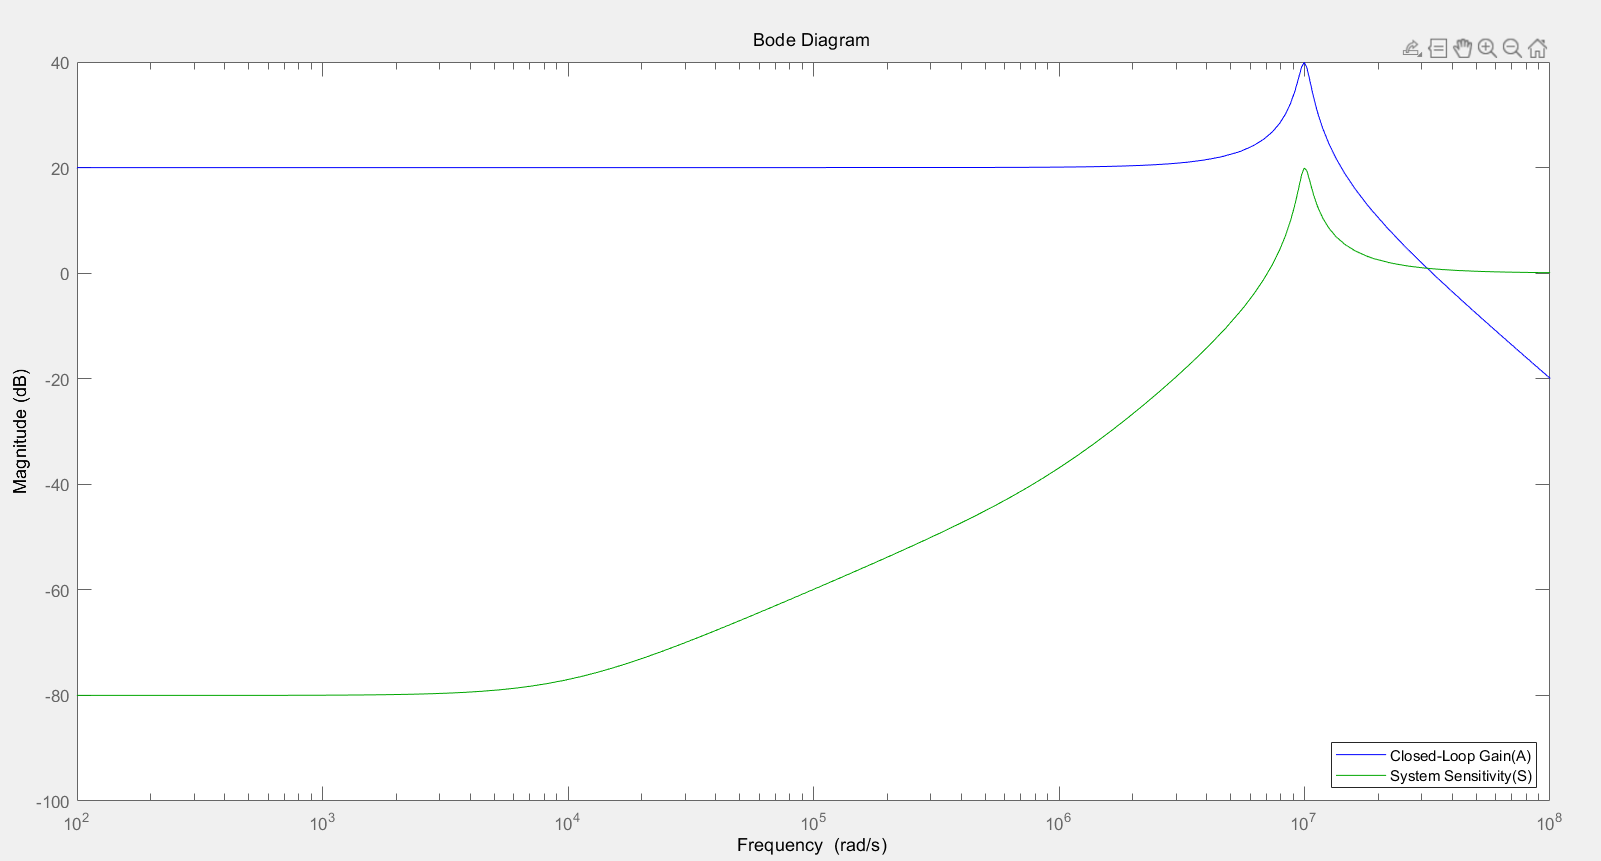 Bode Diagram
40
20
0
-20
-40
-60
-80
-100
Magnitude (dB)
10^2 10^3 10^4 10^5 10^6 10^7 10^8
Frequency (rad/s)
Closed-Loop Gain(A)
System Sensitivity(S)